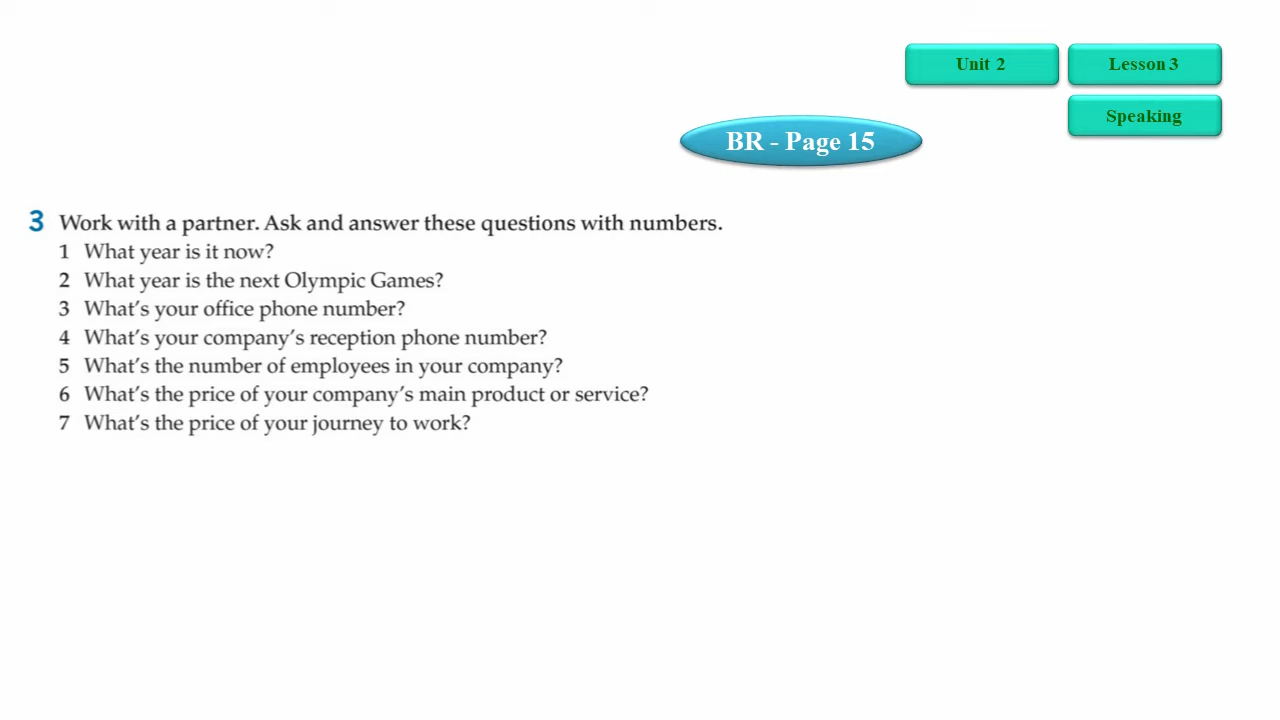 Unit 2
Lesson 3
Speaking
BR - Page 15
3 Work with a partner. Ask and answer these questions with numbers.
1 What year is it now?
2 What year is the next Olympic Games?
3 What’s your office phone number?
4 What’s your company’s reception phone number?
5 What’s the number of employees in your company?
6 What’s the price of your company’s main product or service?
7 What’s the price of your journey to work?